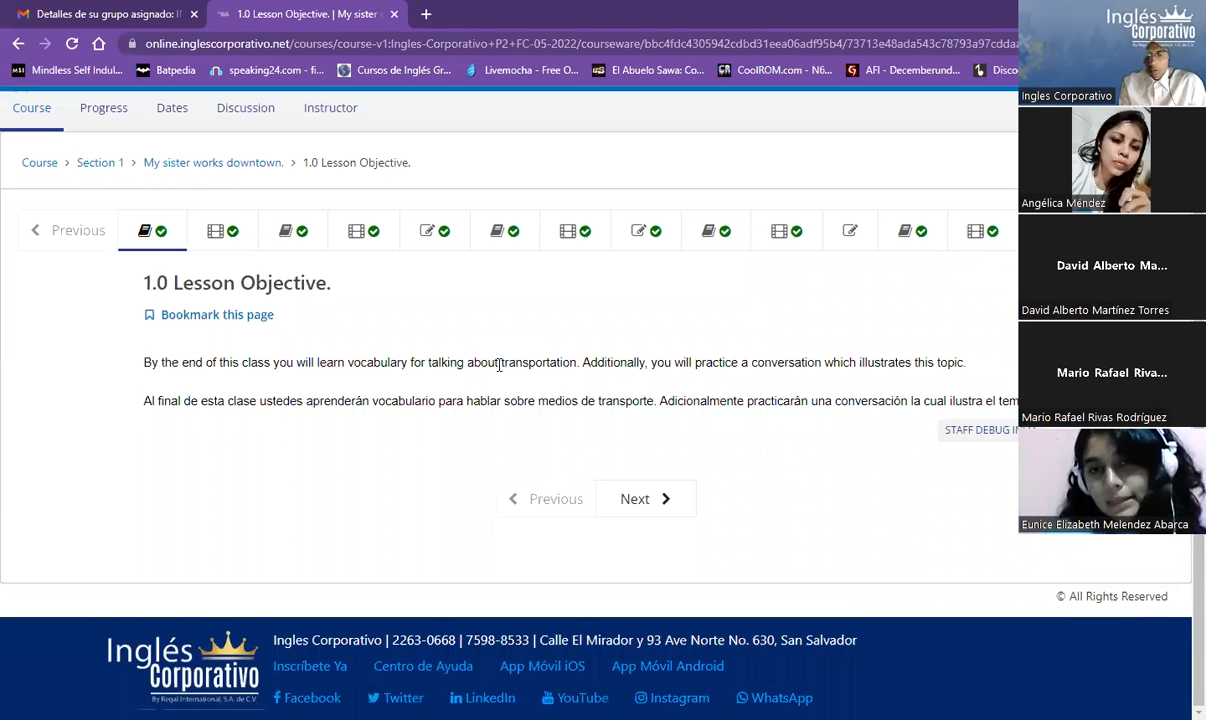 Detalles de su grupo asignado: I
1.0 Lesson Objective. | My sister
online.inglescorporativo.net/courses/course-v1:Ingles-Corporativo+P2+FC-05-2022/courseware/bbc4fdc4305942cdbd31eea06adf95b4/73713e48ada543c78793a97cddaa
Mindless Self Indul...
Batpedia
speaking24.com - fi...
Cursos de Inglés Gr...
Livemocha - Free O...
El Abuelo Sawa: Co...
CoolROM.com - N6...
AFI - Decemberund...
Disco
Course
Progress
Dates
Discussion
Instructor
Course > Section 1 > My sister works downtown. > 1.0 Lesson Objective.
Previous
1.0 Lesson Objective.
Bookmark this page
By the end of this class you will learn vocabulary for talking about transportation. Additionally, you will practice a conversation which illustrates this topic.
Al final de esta clase ustedes aprenderán vocabulario para hablar sobre medios de transporte. Adicionalmente practicarán una conversación la cual ilustra el tem
STAFF DEBUG IN
Previous
Next
© All Rights Reserved
Inglés
Corporativo
By Regal International, S.A. de C.V.
Ingles Corporativo | 2263-0668 | 7598-8533 | Calle El Mirador y 93 Ave Norte No. 630, San Salvador
Inscríbete Ya
Centro de Ayuda
App Móvil iOS
App Móvil Android
Facebook
Twitter
LinkedIn
YouTube
Instagram
WhatsApp
Inglés
Corporativo
Ingles Corporativo
Angélica Méndez
David Alberto Ma...
David Alberto Martínez Torres
Mario Rafael Riva...
Mario Rafael Rivas Rodríguez
Eunice Elizabeth Melendez Abarca